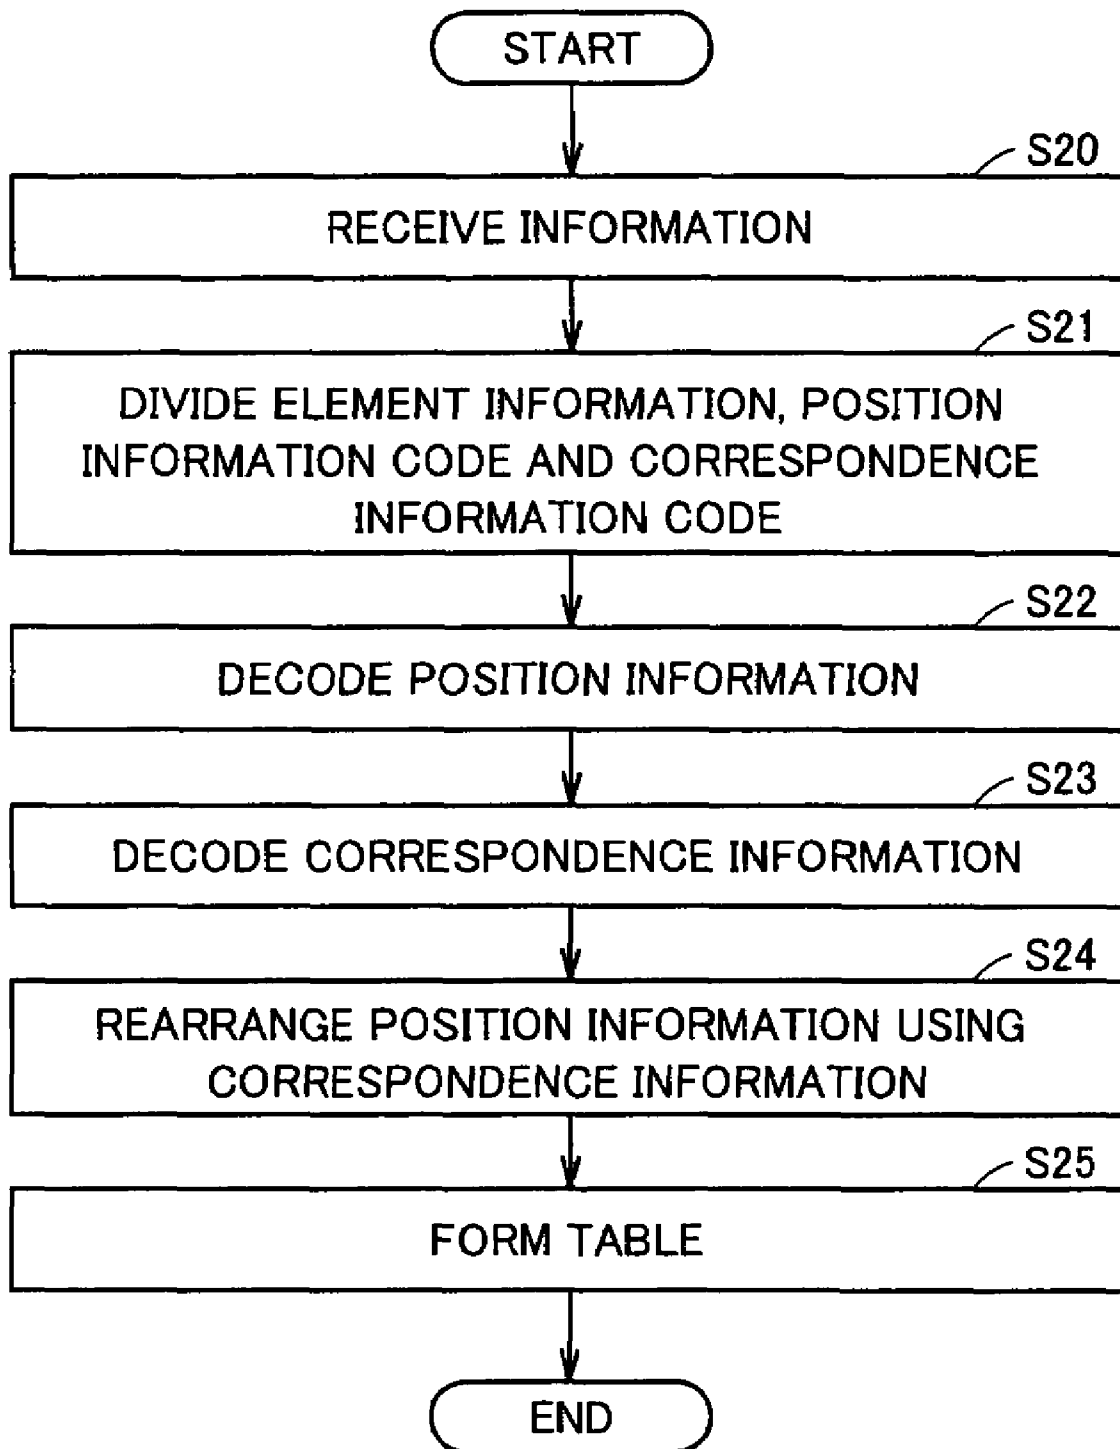 START
S20
RECEIVE INFORMATION
S21
DIVIDE ELEMENT INFORMATION, POSITION
INFORMATION CODE AND CORRESPONDENCE
INFORMATION CODE
S22
DECODE POSITION INFORMATION
S23
DECODE CORRESPONDENCE INFORMATION
S24
REARRANGE POSITION INFORMATION USING
CORRESPONDENCE INFORMATION
S25
FORM TABLE
END